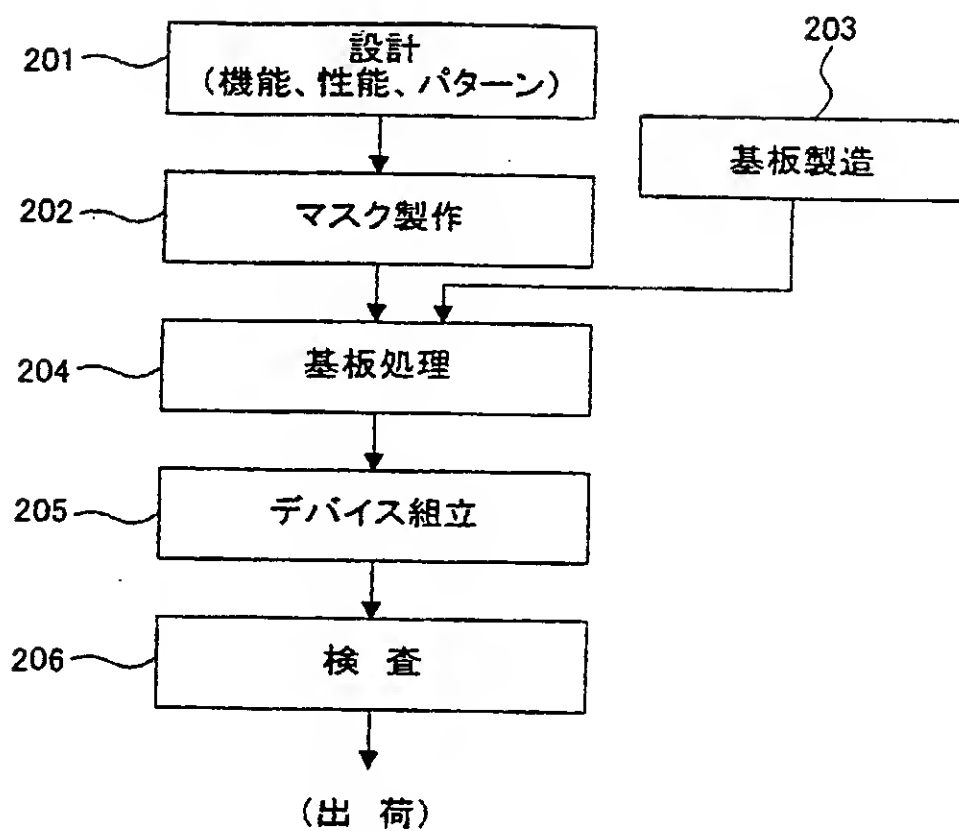 201
設計
(機能、性能、パターン)
203
基板製造
202
マスク製作
204
基板処理
205
デバイス組立
206
検 査
(出 荷)